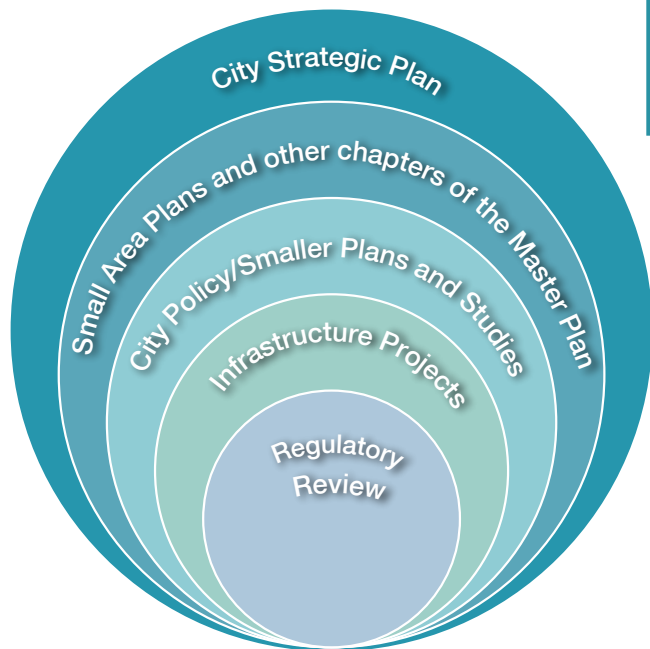 City Strategic Plan
Small Area Plans and other chapters of the Master Plan
City Policy/Smaller Plans and Studies
Infrastructure Projects
Regulatory
Review